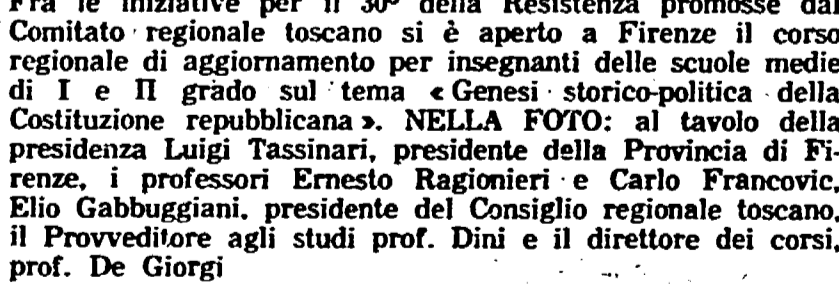 Fra le iniziative per il 30° della Resistenza promosse dal
Comitato regionale toscano si è aperto a Firenze il corso
regionale di aggiornamento per insegnanti delle scuole medie
di I e II grado sul tema « Genesi storico-politica della
Costituzione repubblicana ». NELLA FOTO: al tavolo della
presidenza Luigi Tassinari, presidente della Provincia di Fi-
renze, i professori Ernesto Ragionieri e Carlo Francovic,
Elio Gabbuggiani, presidente del Consiglio regionale toscano,
il Provveditore agli studi prof. Dini e il direttore dei corsi,
prof. De Giorgi